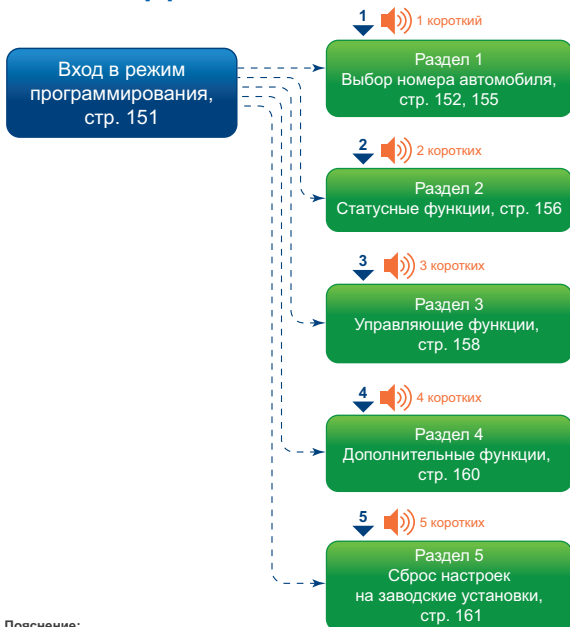 1 1 короткий
Вход в режим
программирования,
стр. 151
Раздел 1
Выбор номера автомобиля,
стр. 152, 155
2 2 коротких
Раздел 2
Статусные функции, стр. 156
3 3 коротких
Раздел 3
Управляющие функции,
стр. 158
4 4 коротких
Раздел 4
Дополнительные функции,
стр. 160
5 5 коротких
Раздел 5
Сброс настроек
на заводские установки,
стр. 161
Пояснение: